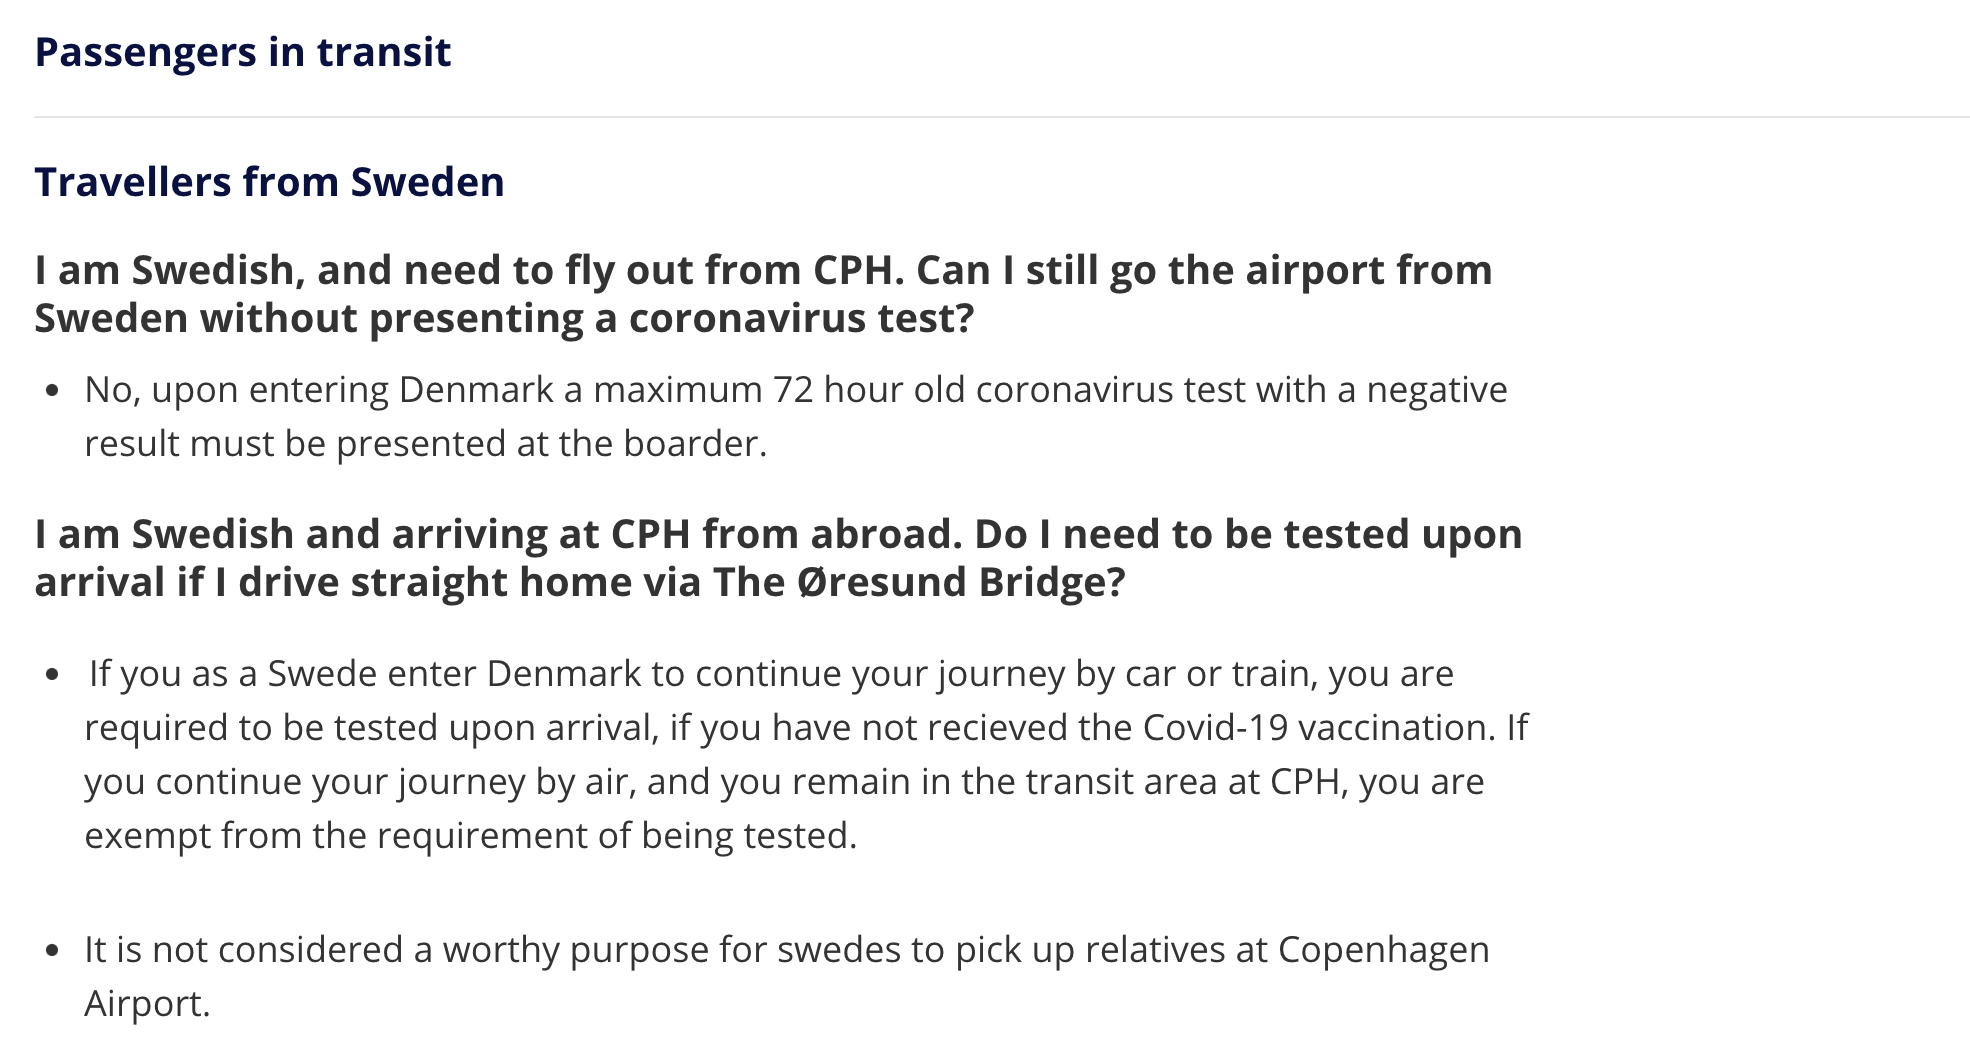 Passengers in transit
Travellers from Sweden
I am Swedish, and need to fly out from CPH. Can I still go the airport from
Sweden without presenting a coronavirus test?
• No, upon entering Denmark a maximum 72 hour old coronavirus test with a negative
result must be presented at the boarder.
I am Swedish and arriving at CPH from abroad. Do I need to be tested upon
arrival if I drive straight home via The Øresund Bridge?
• If you as a Swede enter Denmark to continue your journey by car or train, you are
required to be tested upon arrival, if you have not recieved the Covid-19 vaccination. If
you continue your journey by air, and you remain in the transit area at CPH, you are
exempt from the requirement of being tested.
• It is not considered a worthy purpose for swedes to pick up relatives at Copenhagen
Airport.